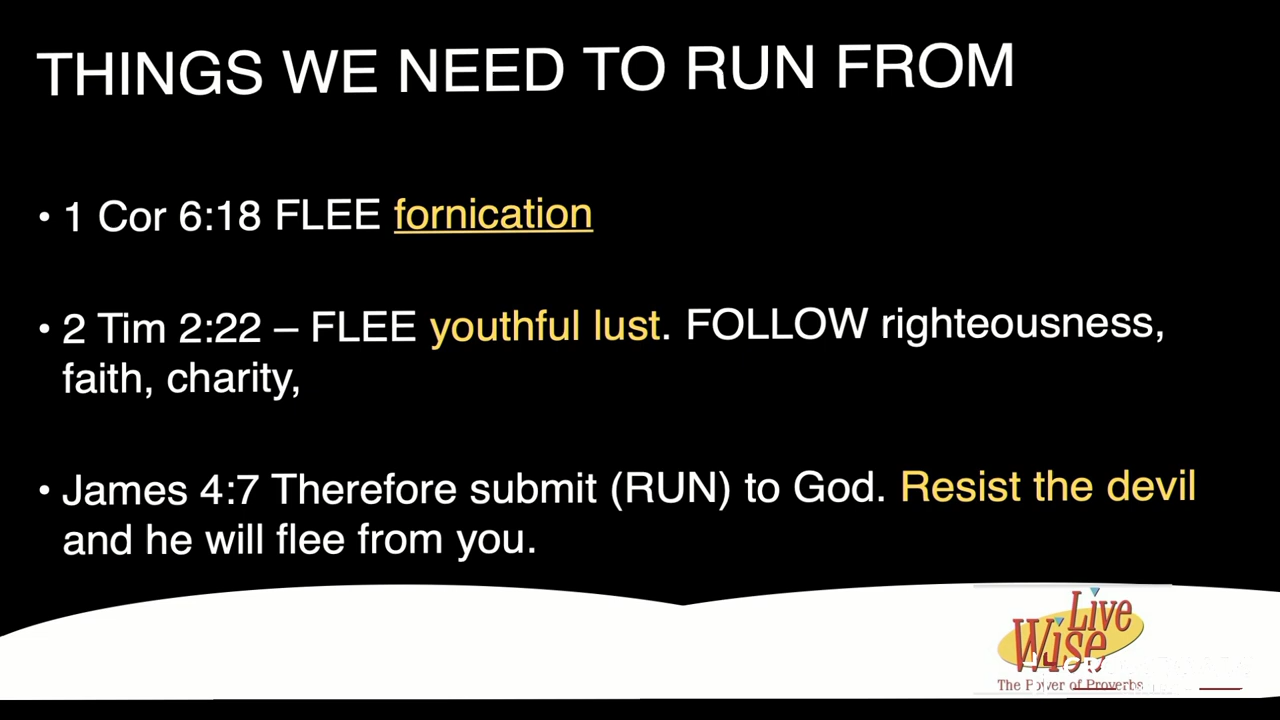 THINGS WE NEED TO RUN FROM
• 1 Cor 6:18 FLEE fornication
• 2 Tim 2:22 – FLEE youthful lust. FOLLOW righteousness,
faith, charity,
• James 4:7 Therefore submit (RUN) to God. Resist the devil
and he will flee from you.
Live
Wise
The Power of Proverbs